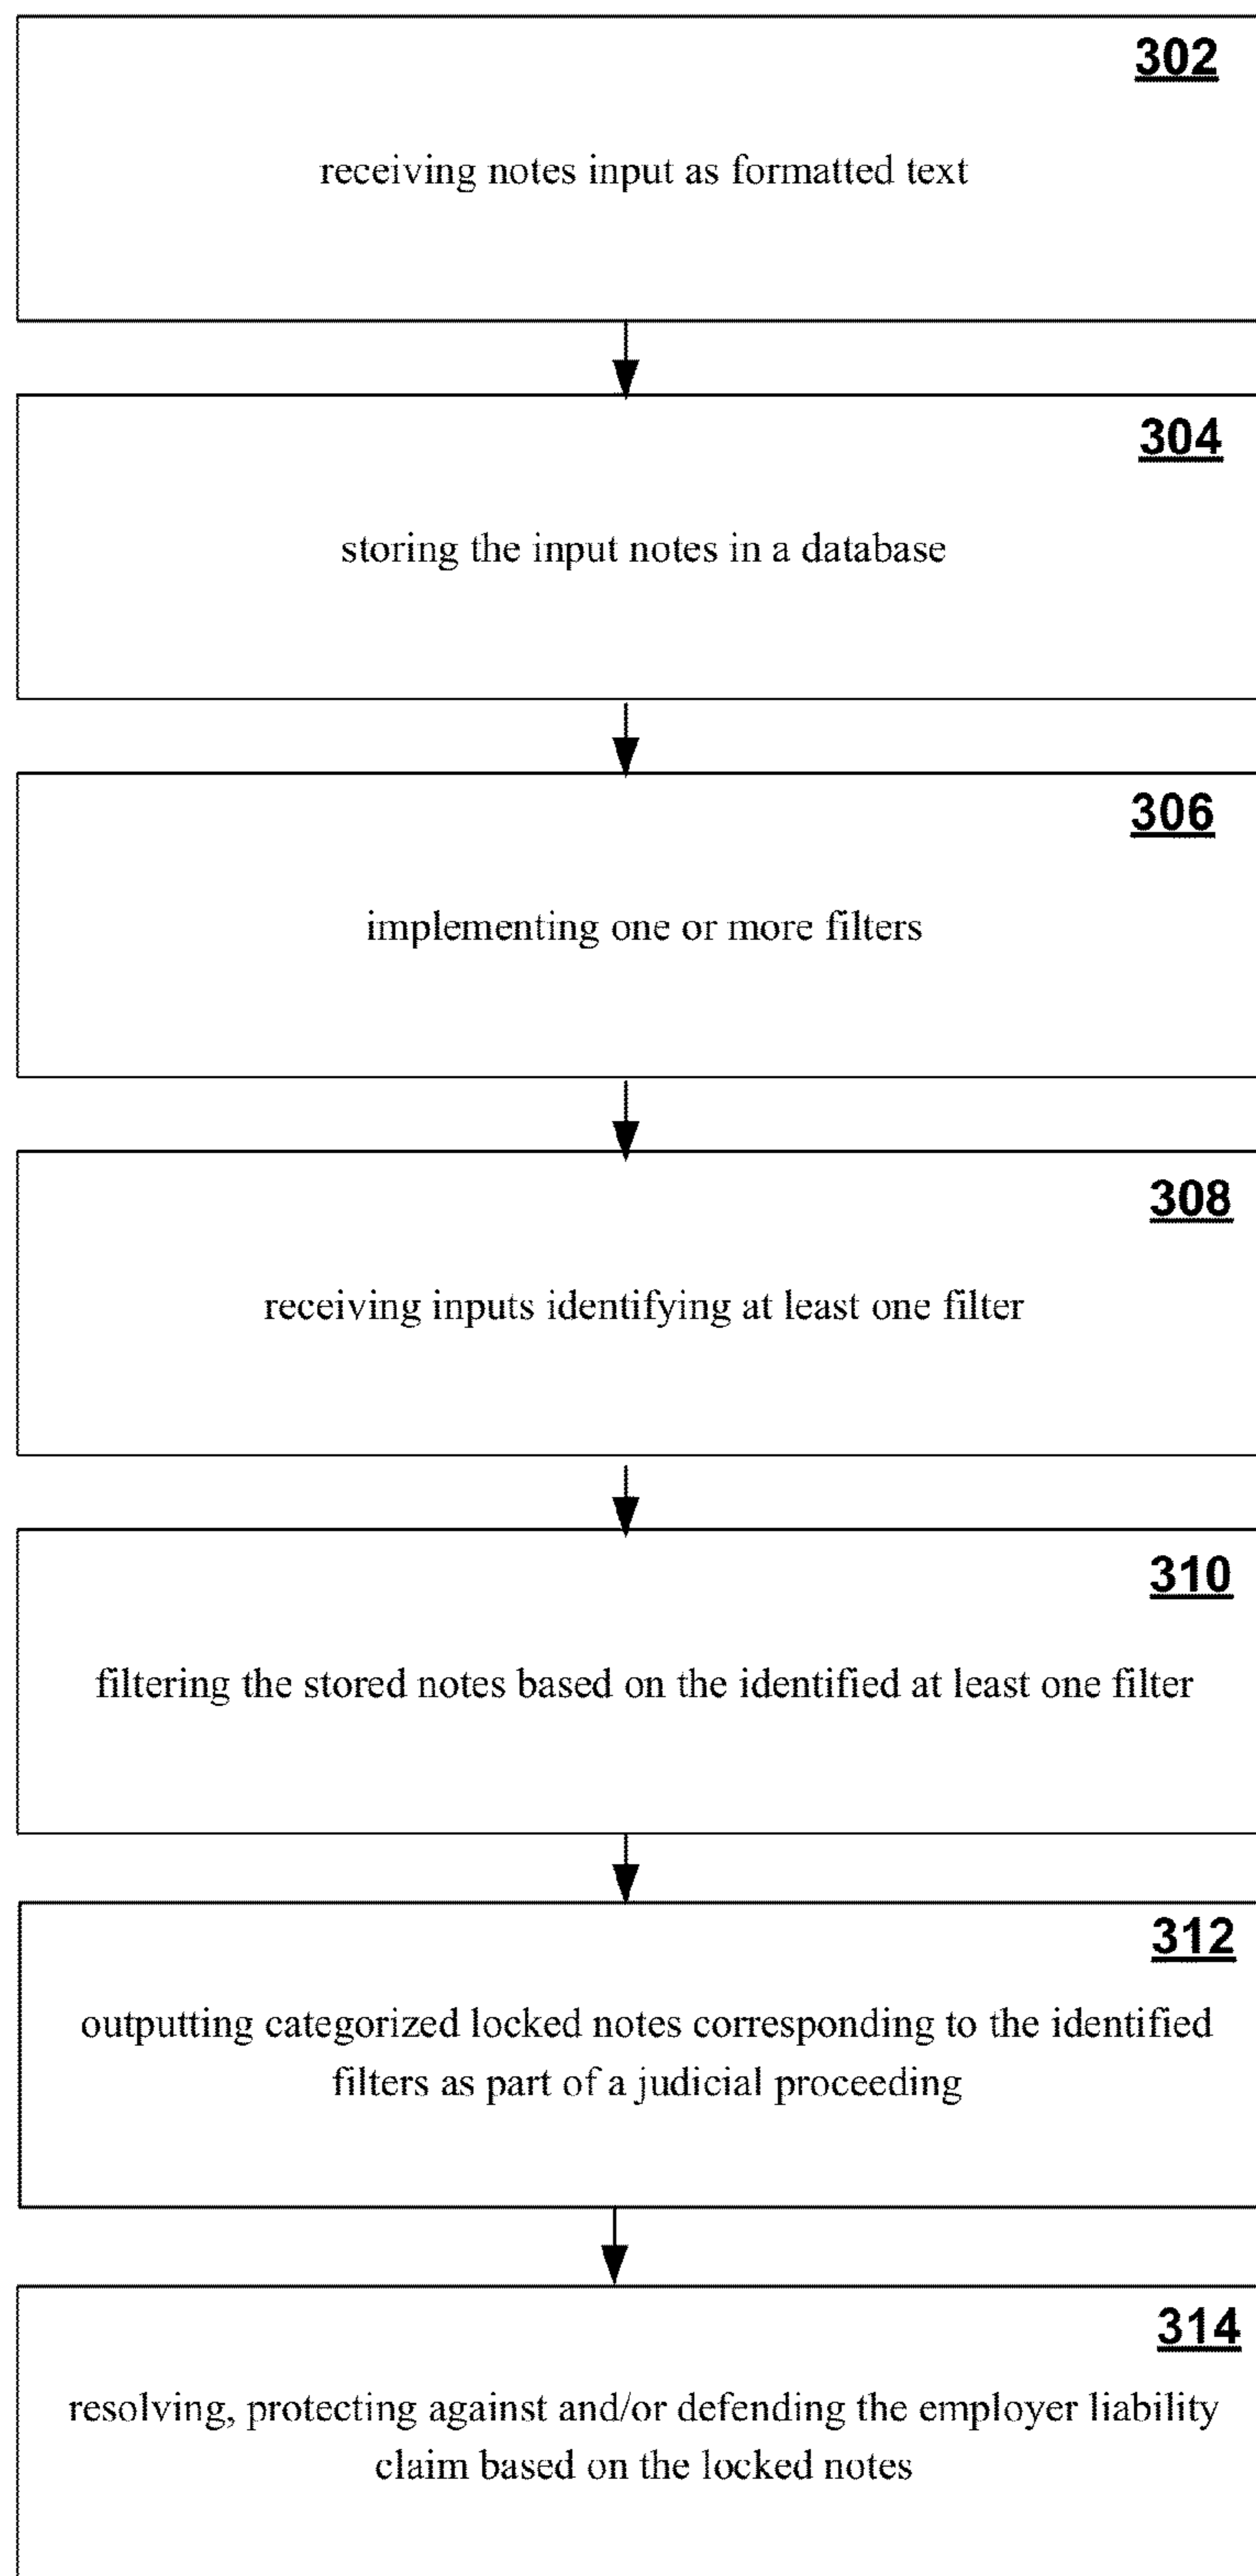 302
receiving notes input as formatted text
304
storing the input notes in a database
306
implementing one or more filters
308
receiving inputs identifying at least one filter
310
filtering the stored notes based on the identified at least one filter
312
outputting categorized locked notes corresponding to the identified
filters as part of a judicial proceeding
314
resolving, protecting against and/or defending the employer liability
claim based on the locked notes